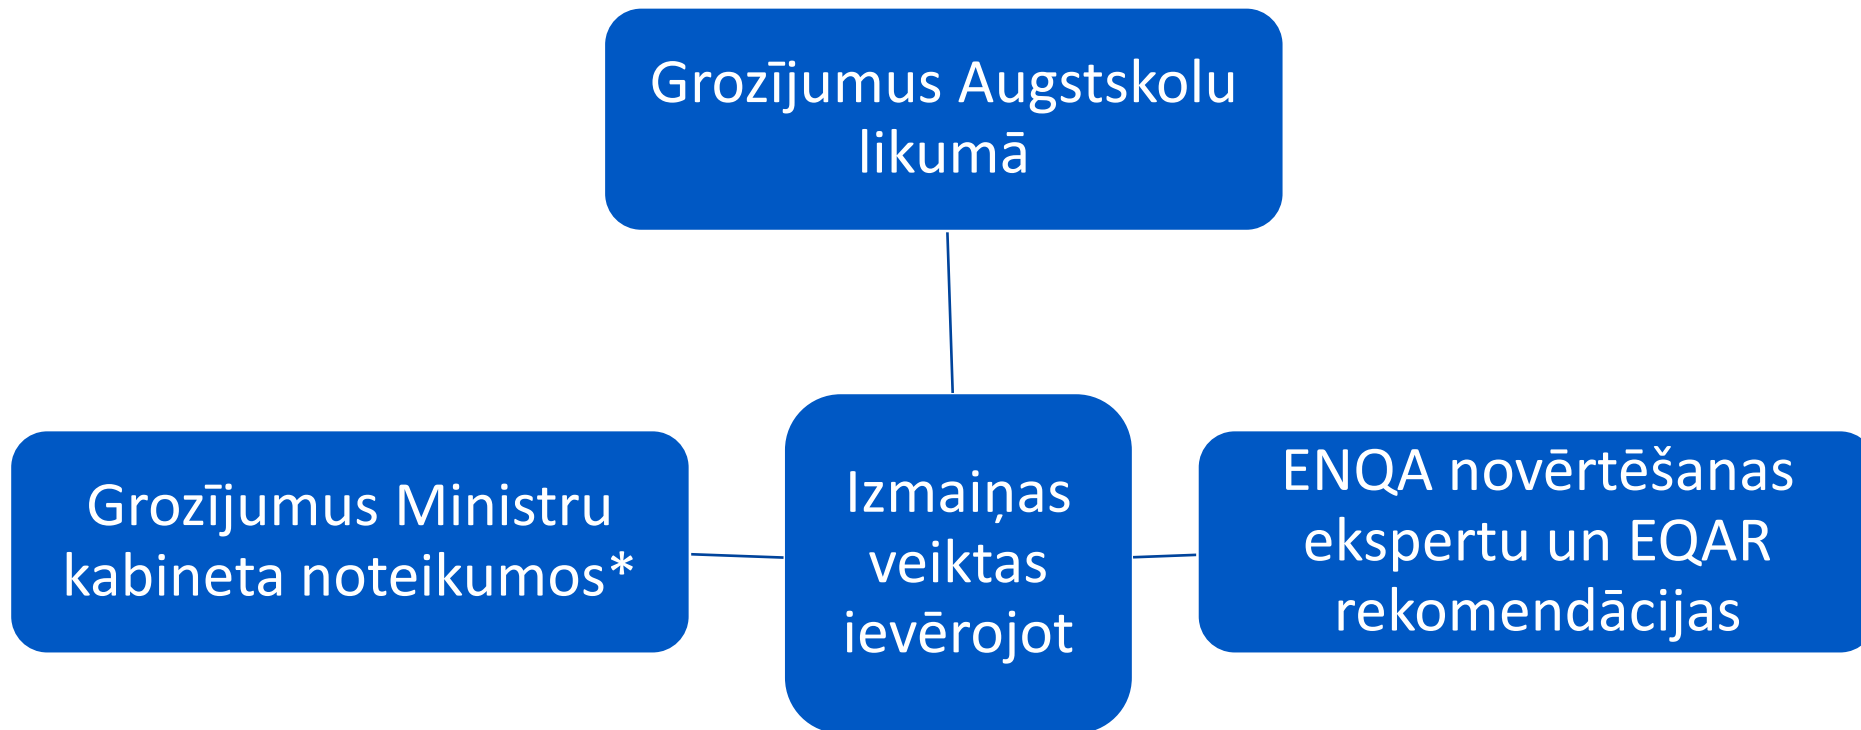 Grozījumus Augstskolu
likumā
Grozījumus Ministru
kabineta noteikumos*
Izmaiņas
veiktas
ievērojot
ENQA novērtēšanas
ekspertu un EQAR
rekomendācijas